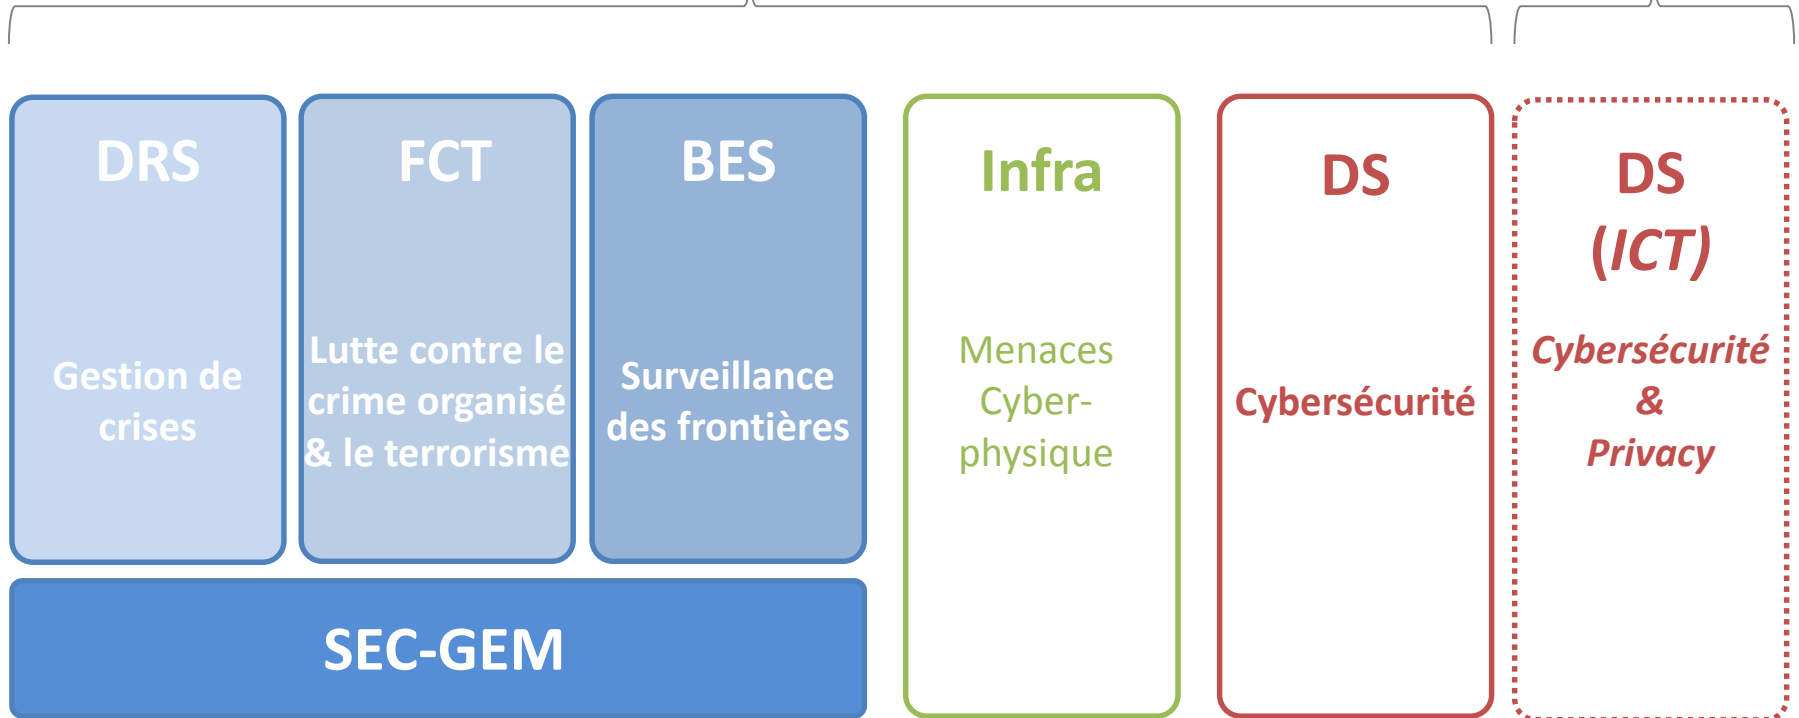 DRS
Gestion de
crises
FCT
Lutte contre le
crime organisé
& le terrorisme
BES
Surveillance
des frontières
SEC-GEM
Infra
Menaces
Cyber-
physique
DS
Cybersécurité
DS
(ICT)
Cybersécurité
&
Privacy